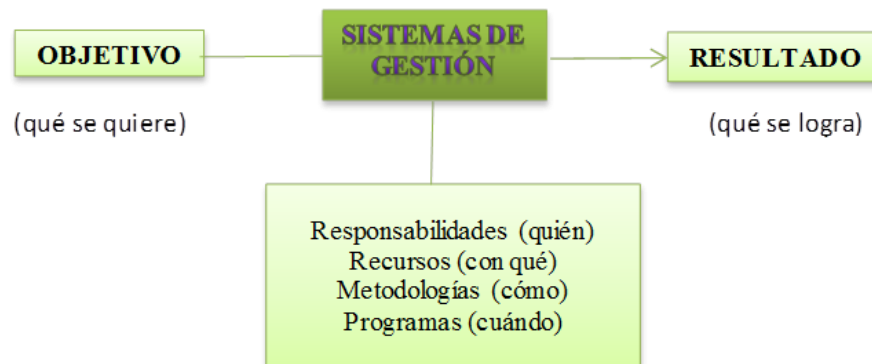 OBJETIVO
SISTEMAS DE
GESTIÓN
RESULTADO
(qué se quiere)
(qué se logra)
Responsabilidades (quién)
Recursos (con qué)
Metodologías (cómo)
Programas (cuándo)